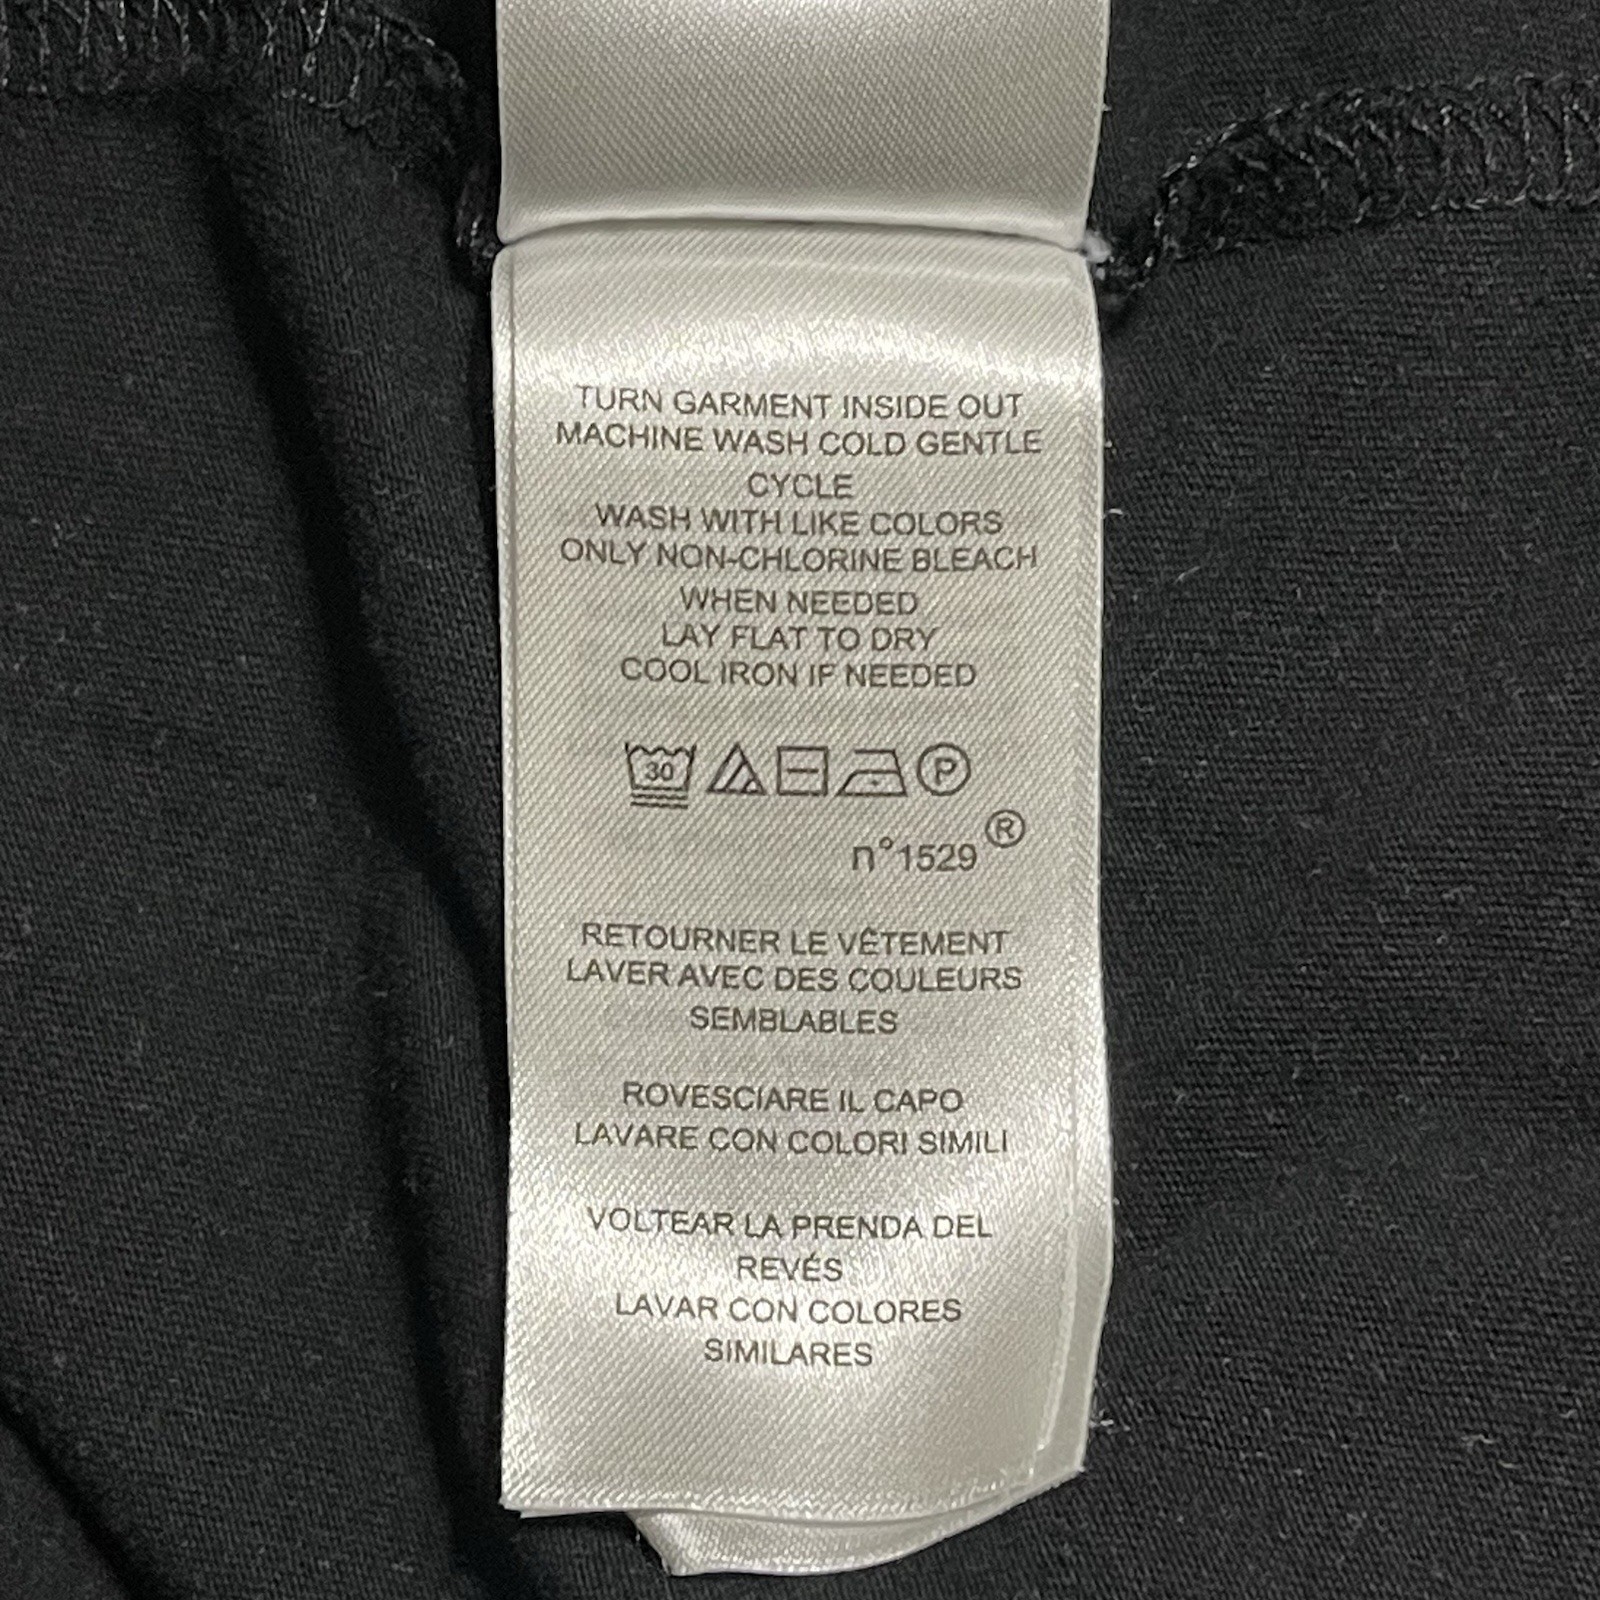 TURN GARMENT INSIDE OUT
MACHINE WASH COLD GENTLE
CYCLE
WASH WITH LIKE COLORS
ONLY NON-CHLORINE BLEACH
WHEN NEEDED
LAY FLAT TO DRY
COOL IRON IF NEEDED
30 P
n°1529®
RETOURNER LE VÊTEMENT
LAVER AVEC DES COULEURS
SEMBLABLES
ROVESCIARE IL CAPO
LAVARE CON COLORI SIMILI
VOLTEAR LA PRENDA DEL
REVÉS
LAVAR CON COLORES
SIMILARES